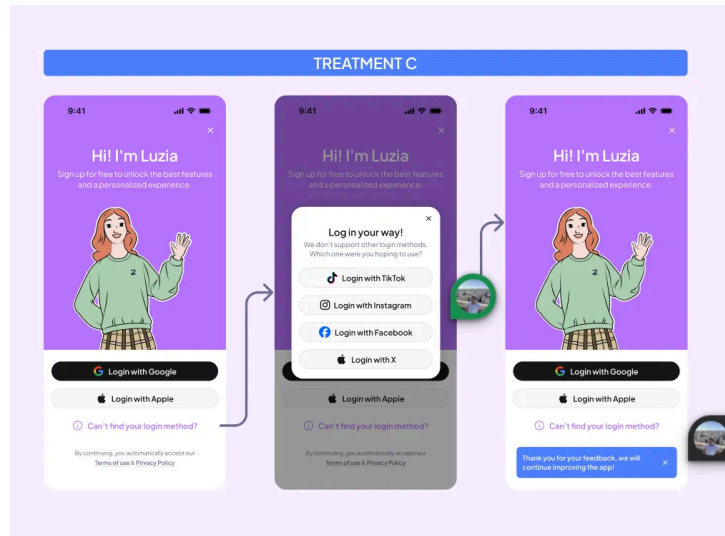 TREATMENT C
9:41
Hi! I'm Luzia
Sign up for free to unlock the best features
and a personalized experience.
Login with Google
Login with Apple
Can't find your login method?
By continuing, you automatically accept our
Terms of use & Privacy Policy
9:41
Hi! I'm Luzia
Sign up for free to unlock the best features
and a personalized experience.
Log in your way!
We don't support other login methods.
Which one were you hoping to use?
Login with TikTok
Login with Instagram
Login with Facebook
Login with X
Login with Apple
Can't find your login method?
By continuing, you automatically accept our
Terms of use & Privacy Policy
9:41
Hi! I'm Luzia
Sign up for free to unlock the best features
and a personalized experience.
Login with Google
Login with Apple
Can't find your login method?
Thank you for your feedback, we will
continue improving the app!